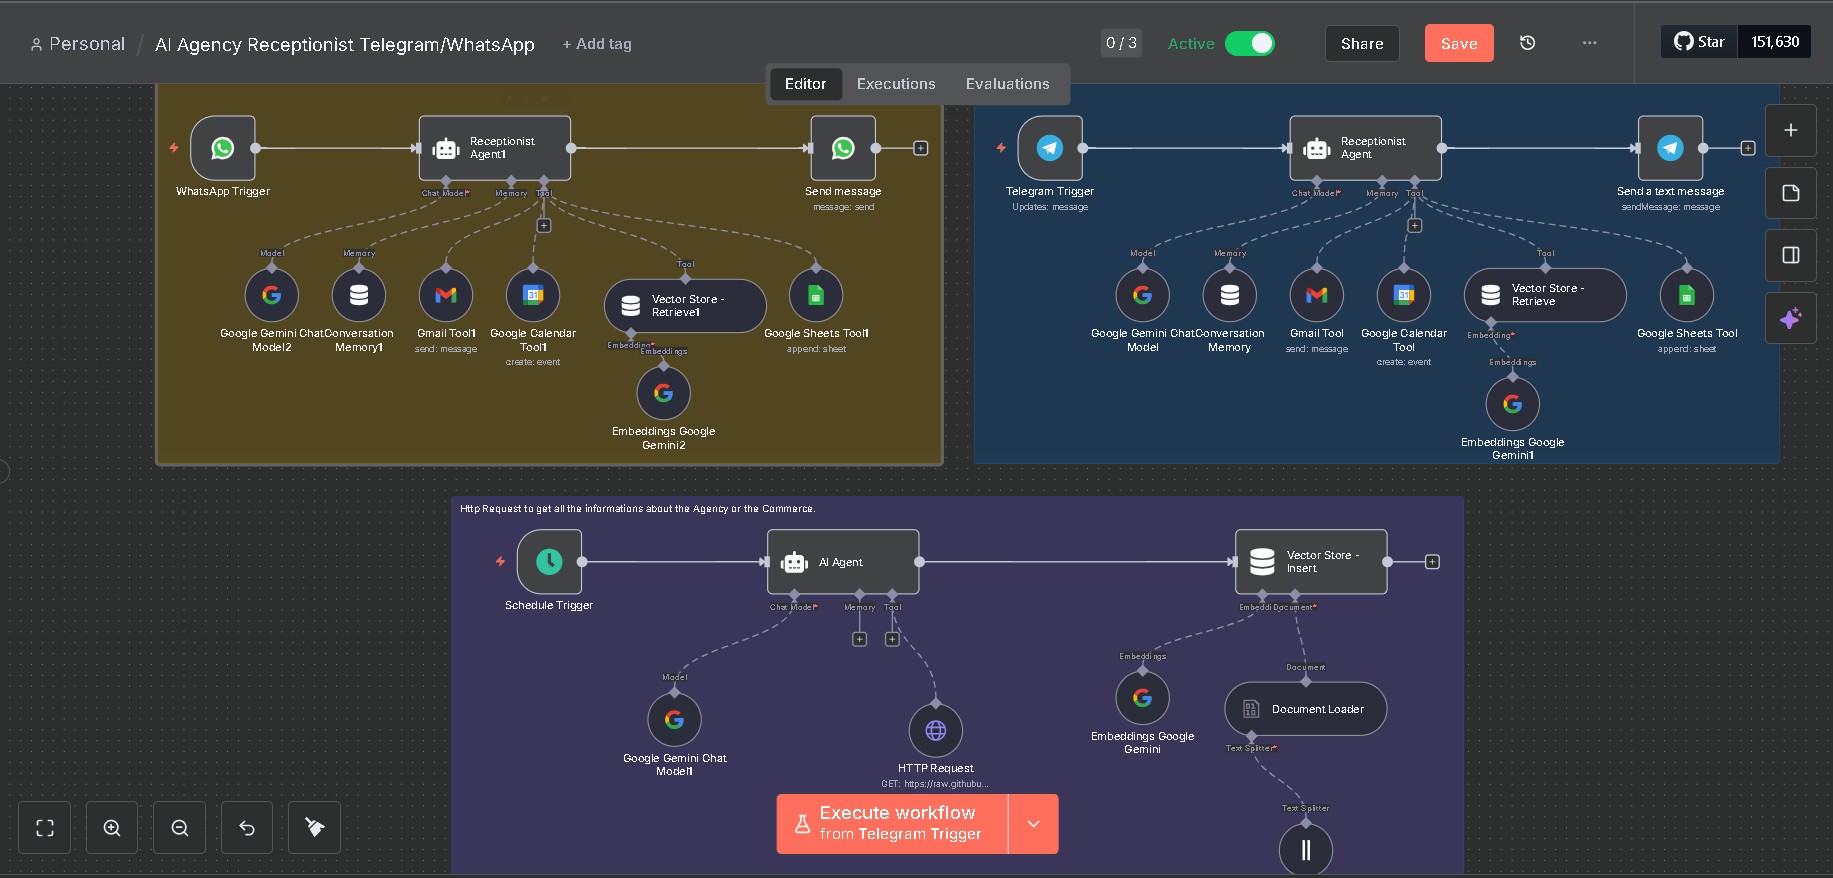 Personal / AI Agency Receptionist Telegram/WhatsApp + Add tag
0 / 3
Active
Share
Save
Star 151,630
Editor
Executions
Evaluations
WhatsApp Trigger
Receptionist
Agent1
Chat Model*
Memory
Tool
Send message
message: send
Model
Google Gemini Chat
Model2
Memory
Conversation
Memory1
Gmail Tool1
send: message
Google Calendar
Tool1
create: event
Tool
Vector Store -
Retrieve1
Embedding*
Embeddings
Embeddings Google
Gemini2
Google Sheets Tool1
append: sheet
Telegram Trigger
Updates: message
Receptionist
Agent
Chat Model*
Memory
Tool
Send a text message
sendMessage: message
Model
Google Gemini Chat
Model
Memory
Conversation
Memory
Gmail Tool
send: message
31
31
Google Calendar
Tool
create: event
Tool
Vector Store -
Retrieve
Embedding*
Embeddings
Embeddings Google
Gemini1
Google Sheets Tool
append: sheet
Http Request to get all the informations about the Agency or the Commerce.
Schedule Trigger
AI Agent
Chat Model*
Memory
Tool
Vector Store -
Insert
Embeddi
Document*
Model
Google Gemini Chat
Model1
HTTP Request
GET: https://raw.githubu...
Embeddings
Embeddings Google
Gemini
Document
Document Loader
Text Splitter*
Text Splitter
Execute workflow
from Telegram Trigger